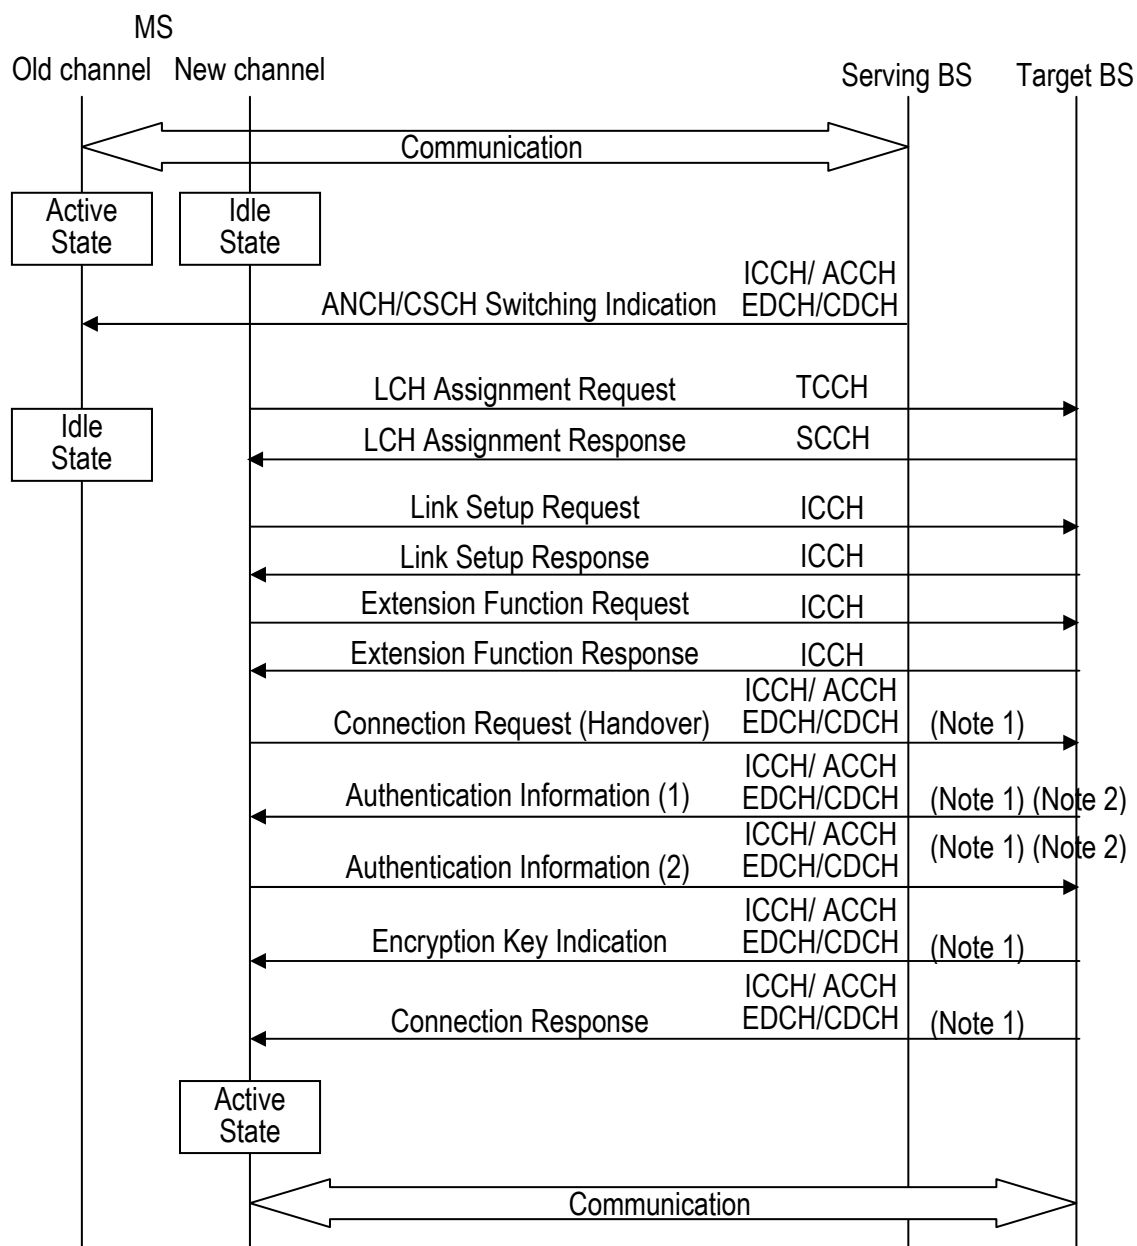 MS
Old channel New channel Serving BS Target BS
Communication
Active
State
Idle
State
ICCH/ ACCH
ANCH/CSCH Switching Indication EDCH/CDCH
LCH Assignment Request TCCH
Idle
State
LCH Assignment Response SCCH
Link Setup Request ICCH
Link Setup Response ICCH
Extension Function Request ICCH
Extension Function Response ICCH
ICCH/ ACCH
Connection Request (Handover) EDCH/CDCH (Note 1)
ICCH/ ACCH
Authentication Information (1) EDCH/CDCH (Note 1) (Note 2)
ICCH/ ACCH (Note 1) (Note 2)
Authentication Information (2) EDCH/CDCH
ICCH/ ACCH
Encryption Key Indication EDCH/CDCH (Note 1)
ICCH/ ACCH
Connection Response EDCH/CDCH (Note 1)
Active
State
Communication